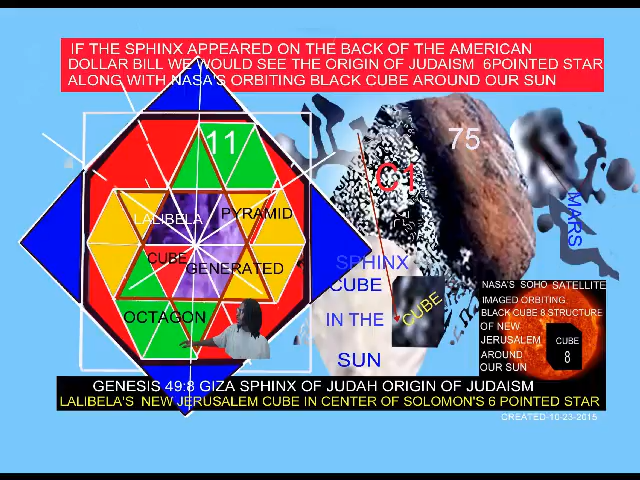 IF THE SPHINX APPEARED ON THE BACK OF THE AMERICAN
DOLLAR BILL WE WOULD SEE THE ORIGIN OF JUDAISM 6POINTED STAR
ALONG WITH NASA'S ORBITING BLACK CUBE AROUND OUR SUN
11
75
C1
LALIBELA
PYRAMID
CUBE
GENERATED
OCTAGON
MARS
SPHINX
CUBE
IN THE
SUN
CUBE
NASA'S SOHO SATELLITE
IMAGED ORBITING
BLACK CUBE 8 STRUCTURE
OF NEW
JERUSALEM
AROUND
OUR SUN
CUBE
8
GENESIS 49:8 GIZA SPHINX OF JUDAH ORIGIN OF JUDAISM
LALIBELA'S NEW JERUSALEM CUBE IN CENTER OF SOLOMON'S 6 POINTED STAR
CREATED-10-23-2015